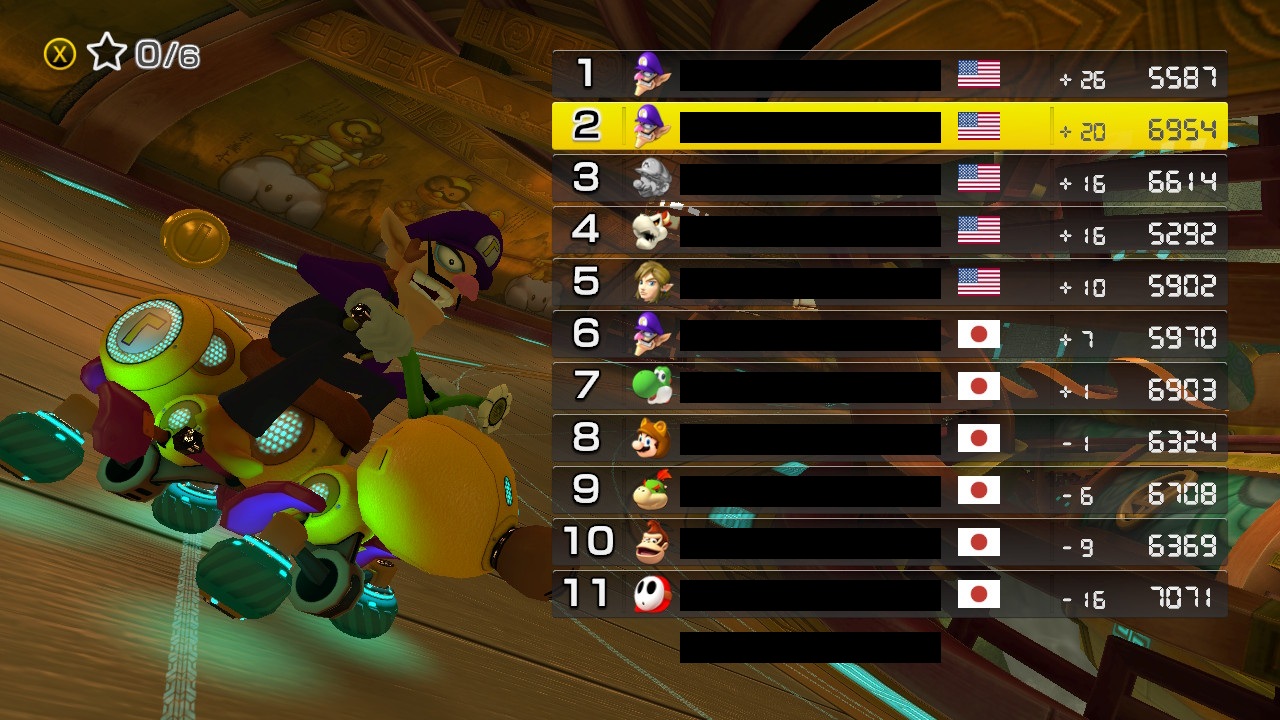 X 0/6
1 + 26 5587
2 + 20 6954
3 + 16 6614
4 + 16 5292
5 + 10 5902
6 + 7 5970
7 + 1 6903
8 - 1 6324
9 - 6 6708
10 - 9 6369
11 - 16 7071